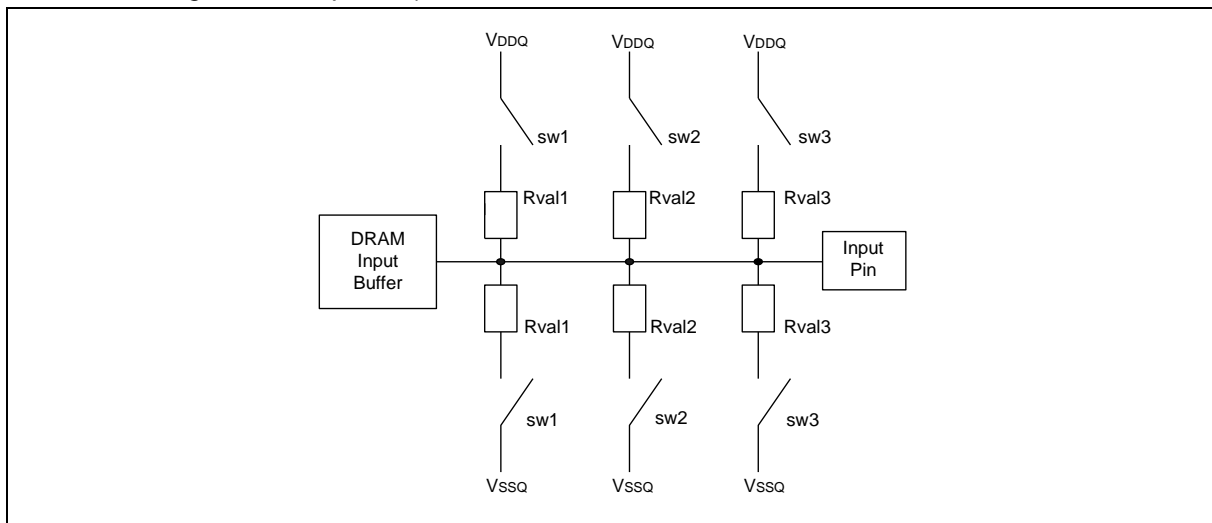 VDDQ VDDQ VDDQ
sw1 sw2 sw3
Rval1 Rval2 Rval3
DRAM
Input
Buffer
Input
Pin
Rval1 Rval2 Rval3
sw1 sw2 sw3
VSSQ VSSQ VSSQ